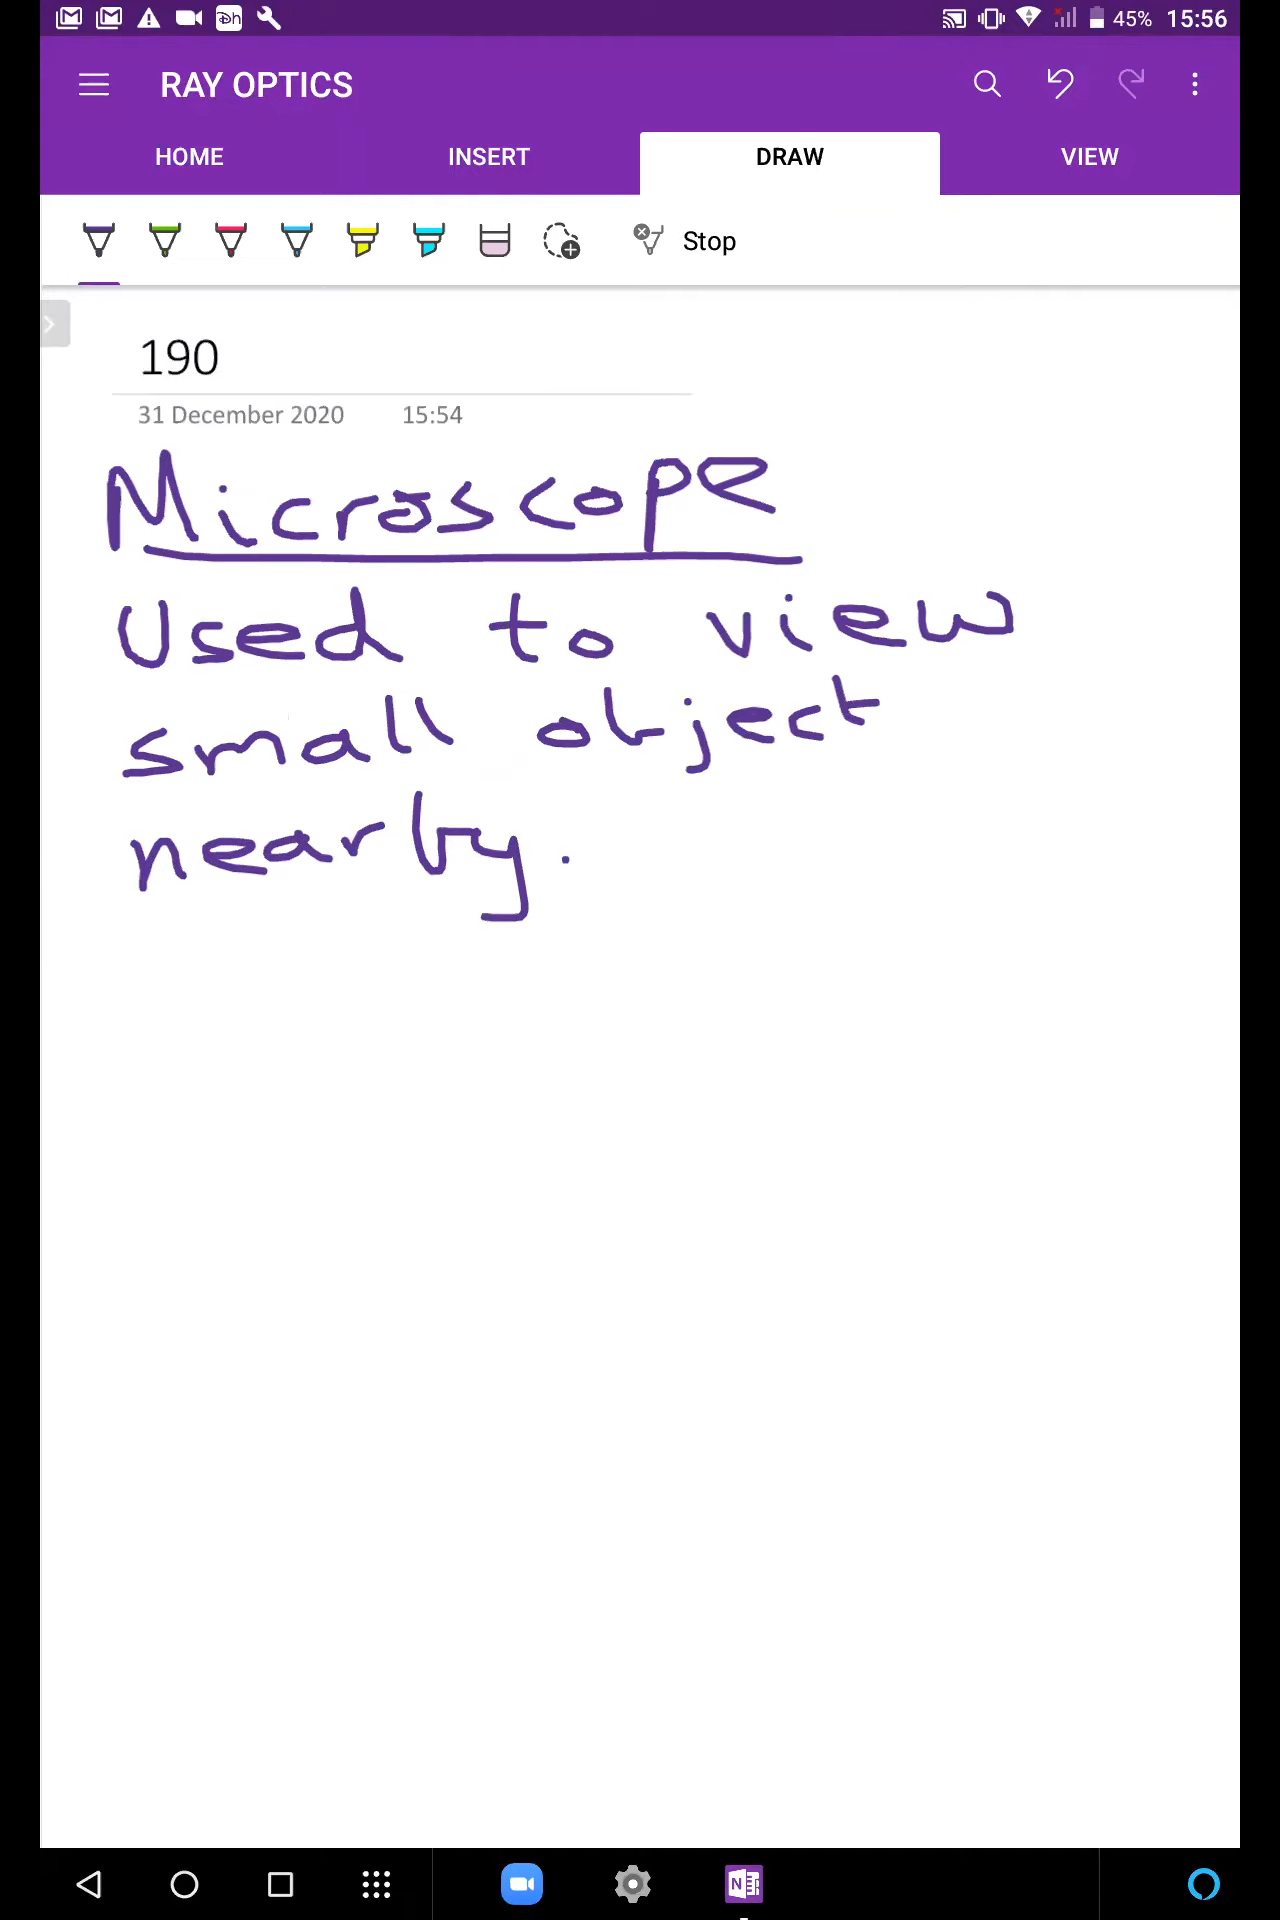 45% 15:56
RAY OPTICS
HOME INSERT DRAW VIEW
Stop
190
31 December 2020 15:54
Microscope
Used to view
small object
nearby.
N